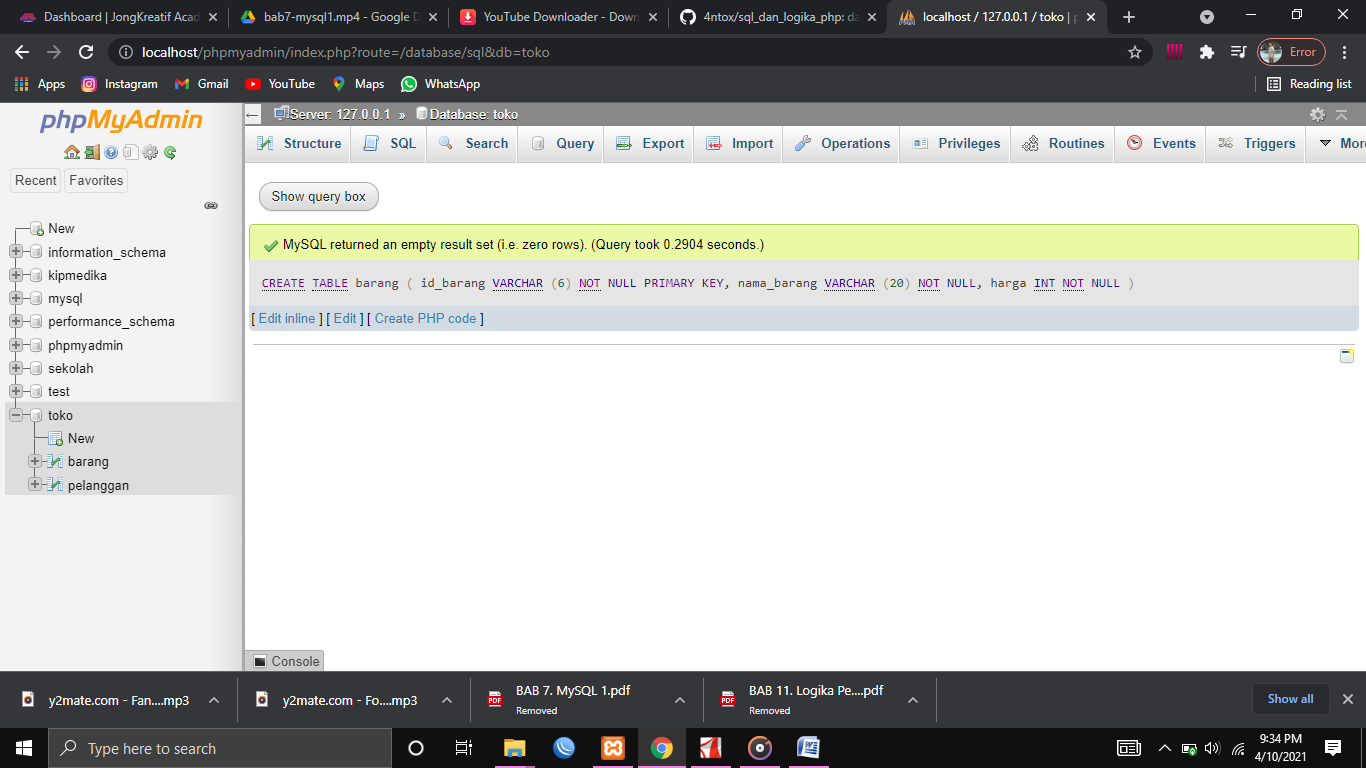 Dashboard | JongKreatif Acad
bab7-mysql1.mp4 - Google D
YouTube Downloader - Down
4ntox/sql_dan_logika_php: da
localhost / 127.0.0.1 / toko | p
localhost/phpmyadmin/index.php?route=/database/sql&db=toko
Error
Apps
Instagram
Gmail
YouTube
Maps
WhatsApp
Reading list
phpMyAdmin
Recent
Favorites
New
information_schema
kipmedika
mysql
performance_schema
phpmyadmin
sekolah
test
toko
New
barang
pelanggan
Server: 127.0.0.1 » Database: toko
Structure
SQL
Search
Query
Export
Import
Operations
Privileges
Routines
Events
Triggers
More
Show query box
MySQL returned an empty result set (i.e. zero rows). (Query took 0.2904 seconds.)
CREATE TABLE barang ( id_barang VARCHAR (6) NOT NULL PRIMARY KEY, nama_barang VARCHAR (20) NOT NULL, harga INT NOT NULL )
[ Edit inline ] [ Edit ] [ Create PHP code ]
Console
y2mate.com - Fan....mp3
y2mate.com - Fo....mp3
PDF
BAB 7. MySQL 1.pdf
Removed
PDF
BAB 11. Logika Pe....pdf
Removed
Show all
Type here to search
9:34 PM
4/10/2021